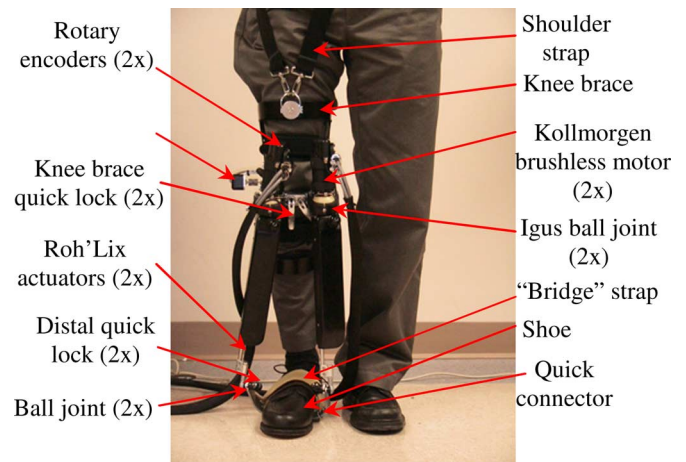 Rotary
encoders (2x)
Knee brace
quick lock (2x)
Roh'Lix
actuators (2x)
Distal quick
lock (2x)
Ball joint (2x)
Shoulder
strap
Knee brace
Kollmorgen
brushless motor
(2x)
Igus ball joint
(2x)
“Bridge” strap
Shoe
Quick
connector